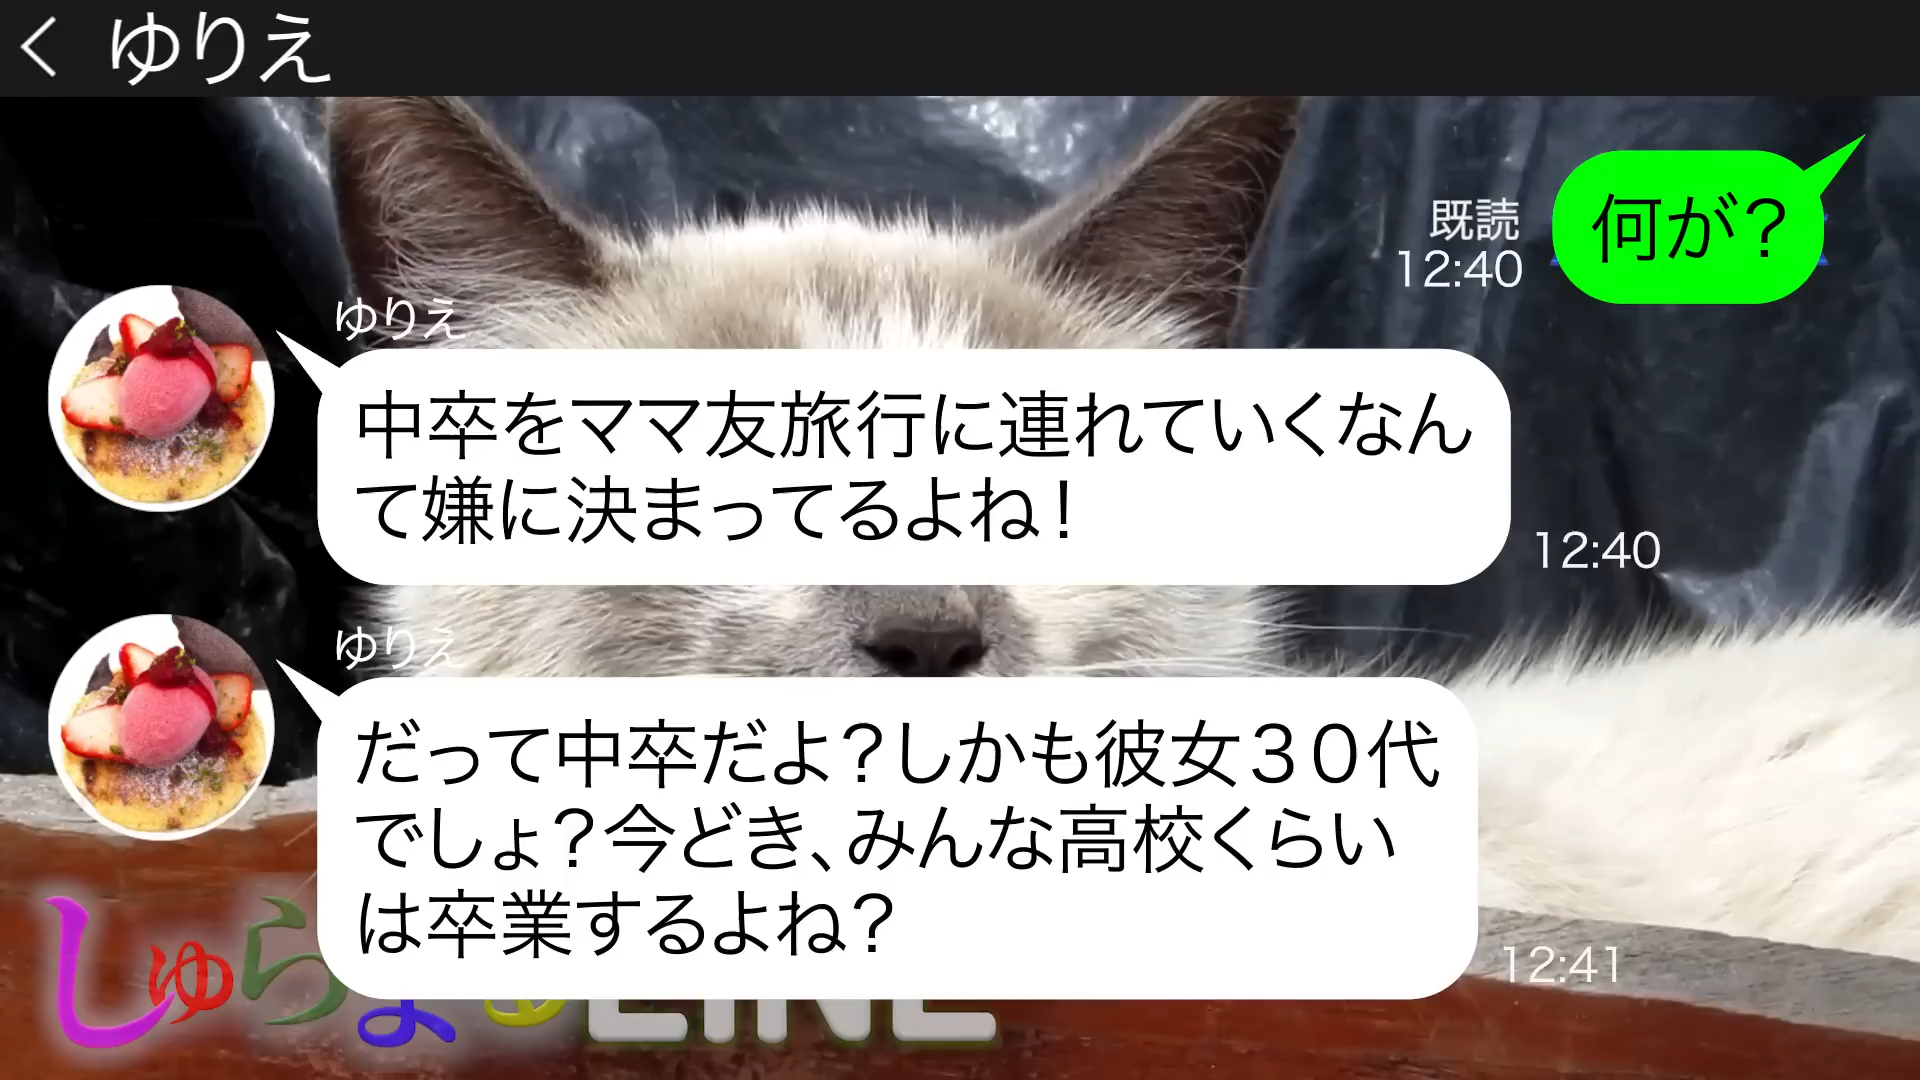 ゆりえ
何が?
既読
12:40
ゆりえ
中卒をママ友旅行に連れていくなん
て嫌に決まってるよね!
12:40
ゆりえ
だって中卒だよ?しかも彼女30代
でしょ?今どき、みんな高校くらい
は卒業するよね?
12:41
しゅら
LINE